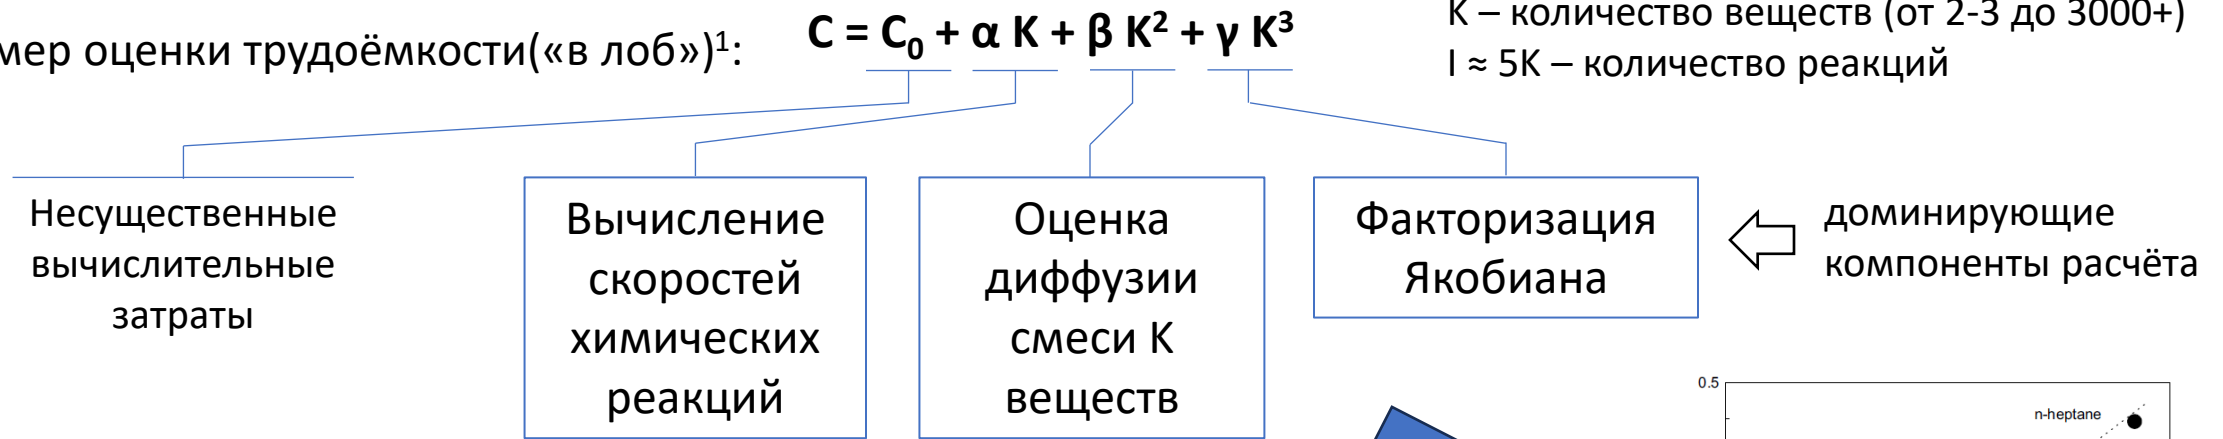 мер оценки трудоёмкости(«в лоб»)¹:
C = C₀ + α K + β K² + γ K³
K – количество веществ (от 2-3 до 3000+)
I ≈ 5K – количество реакций
Несущественные
вычислительные
затраты
Вычисление
скоростей
химических
реакций
Оценка
диффузии
смеси K
веществ
Факторизация
Якобиана
доминирующие
компоненты расчёта
0.5
n-heptane